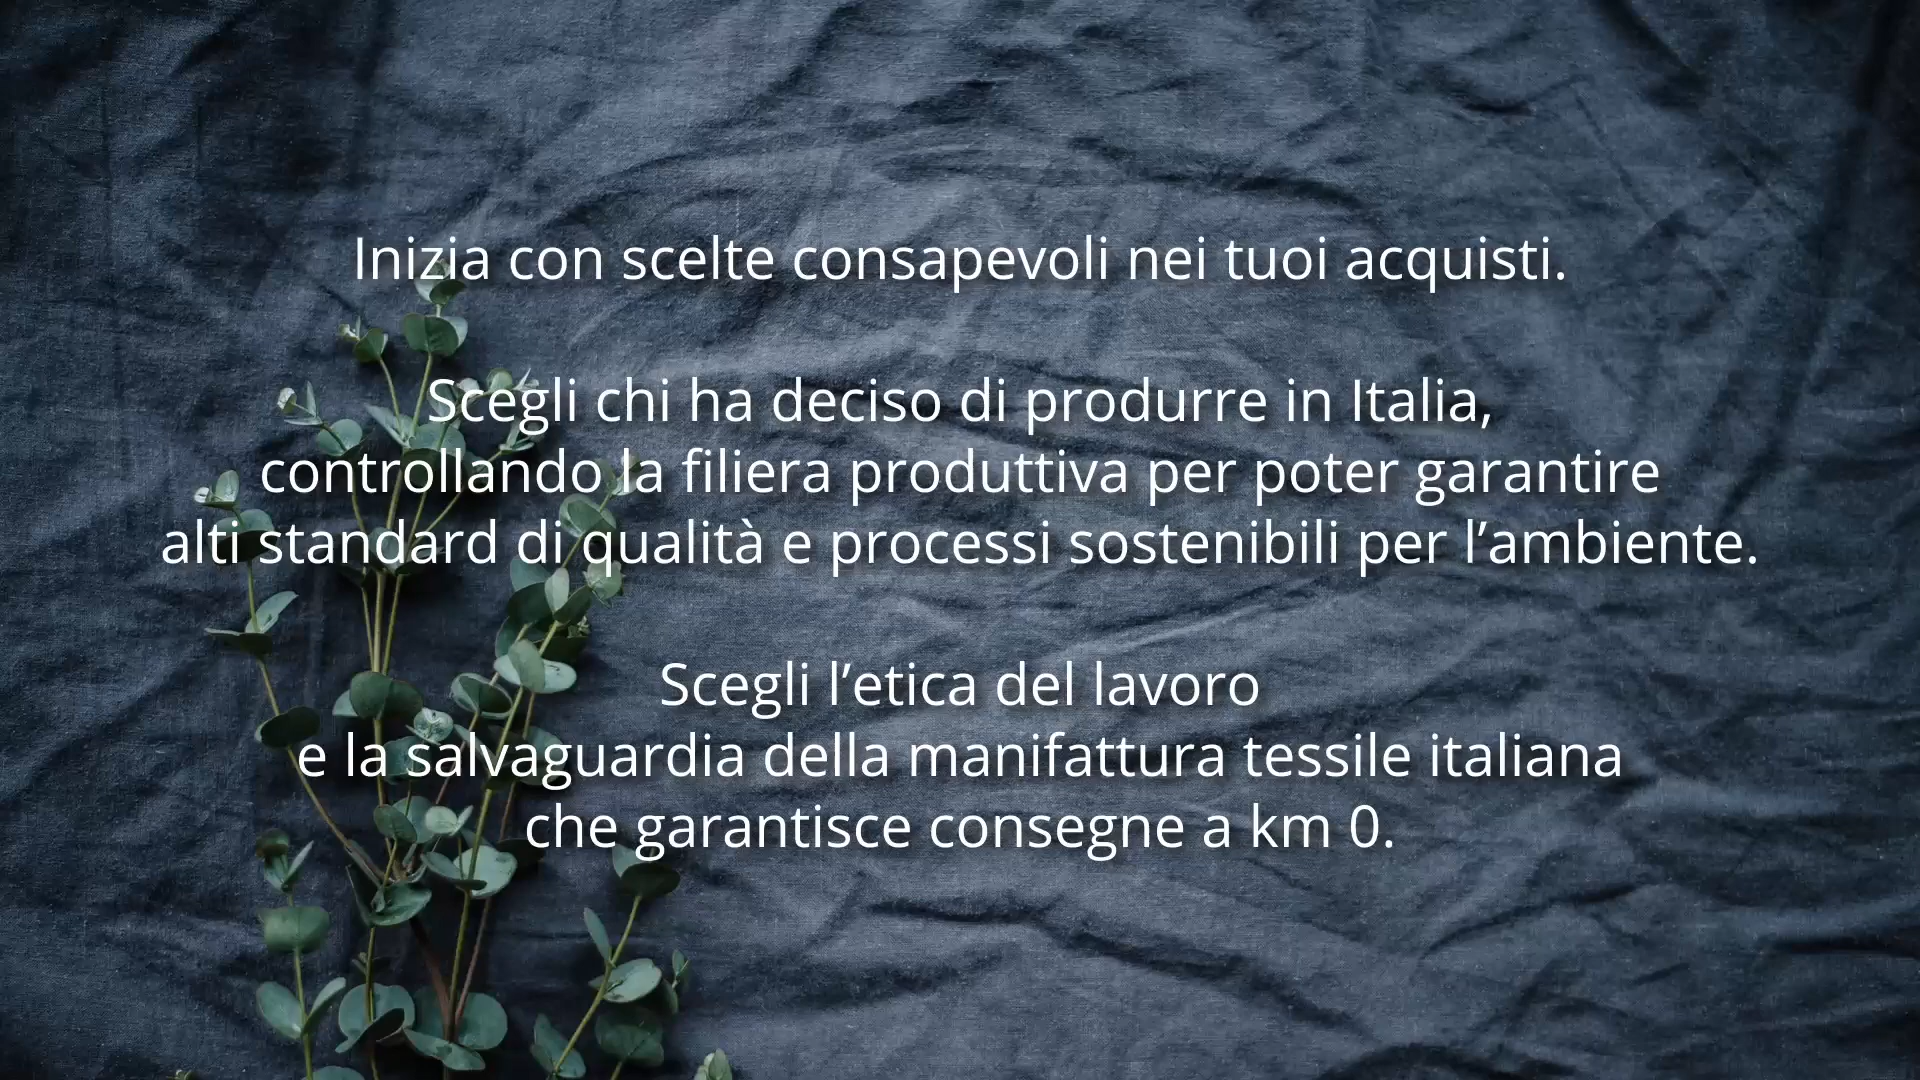 Inizia con scelte consapevoli nei tuoi acquisti.
Scegli chi ha deciso di produrre in Italia,
controllando la filiera produttiva per poter garantire
alti standard di qualità e processi sostenibili per l’ambiente.
Scegli l’etica del lavoro
e la salvaguardia della manifattura tessile italiana
che garantisce consegne a km 0.